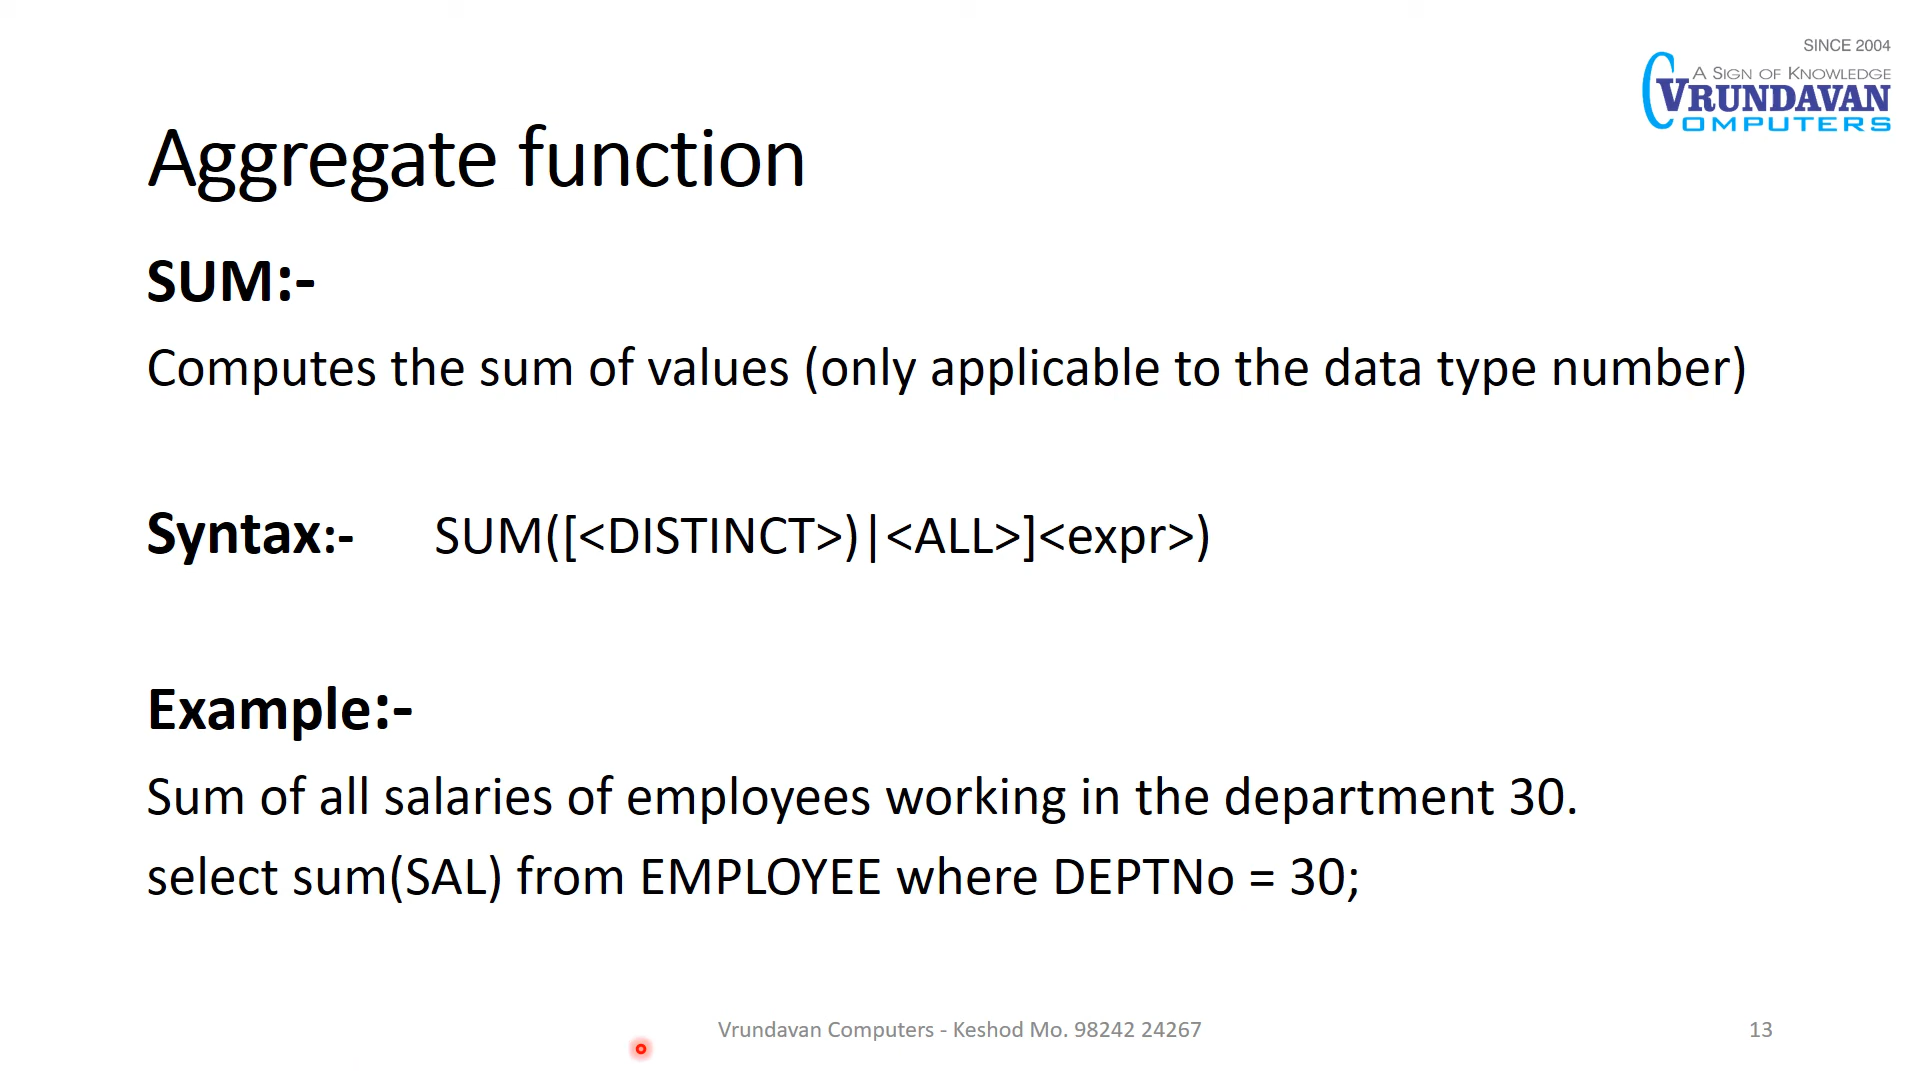 SINCE 2004
A SIGN OF KNOWLEDGE
VRUNDAVAN
COMPUTERS
Aggregate function
SUM:-
Computes the sum of values (only applicable to the data type number)
Syntax:- SUM([<DISTINCT>)|<ALL>]<expr>)
Example:-
Sum of all salaries of employees working in the department 30.
select sum(SAL) from EMPLOYEE where DEPTNo = 30;
Vrundavan Computers - Keshod Mo. 98242 24267
13